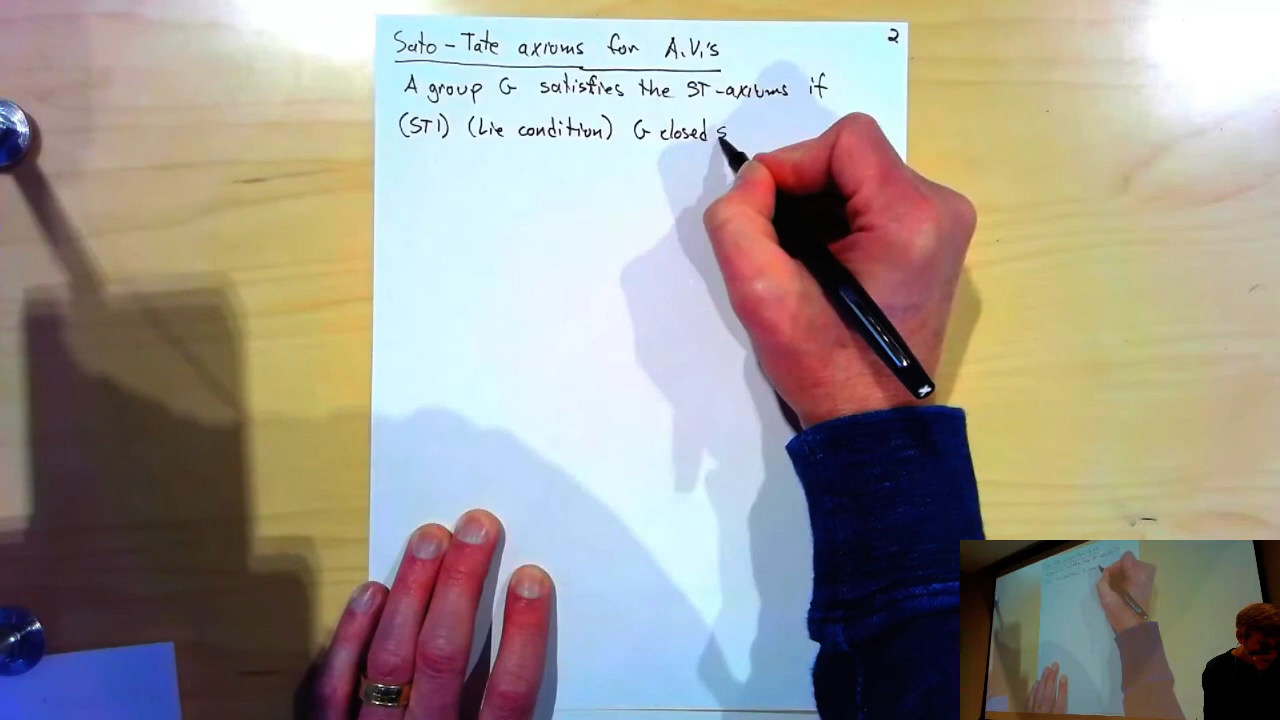 2
Sato-Tate axioms for A.V.'s
A group G satisfies the ST-axioms if
(ST1) (Lie condition) G closed s